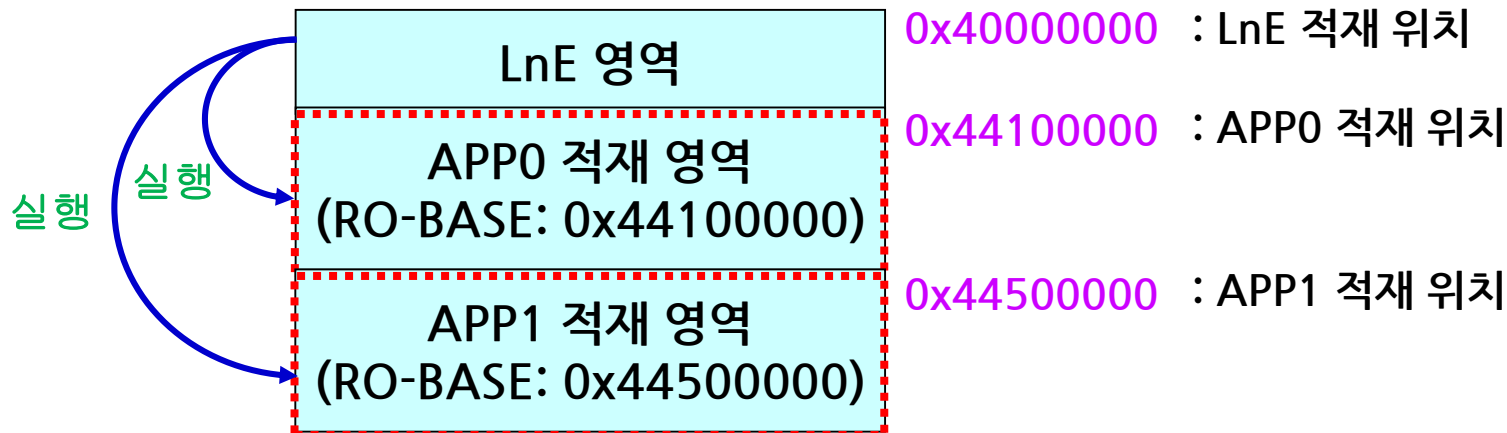 LnE 영역
0x40000000 : LnE 적재 위치
APP0 적재 영역
(RO-BASE: 0x44100000)
0x44100000 : APP0 적재 위치
실행
실행
APP1 적재 영역
(RO-BASE: 0x44500000)
0x44500000 : APP1 적재 위치